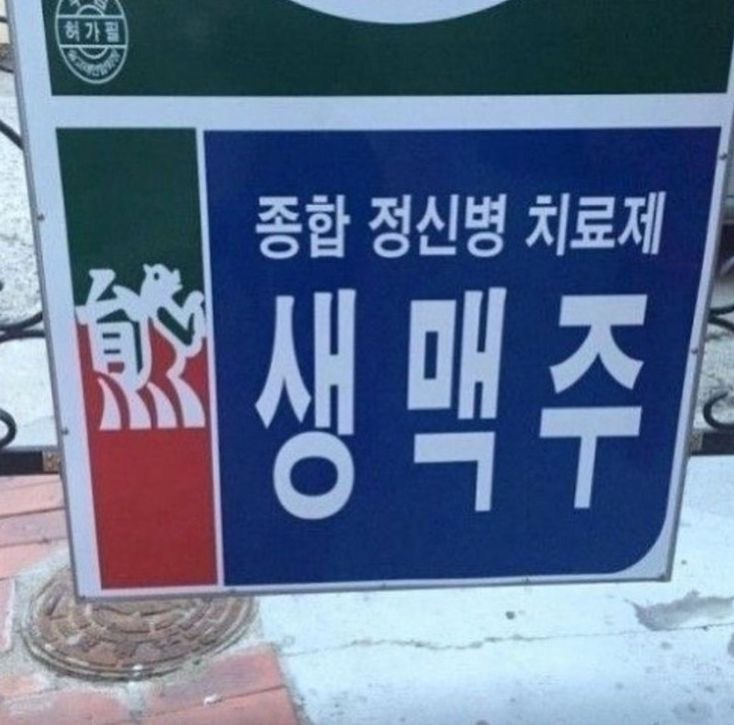 허가필
종합 정신병 치료제
생맥주